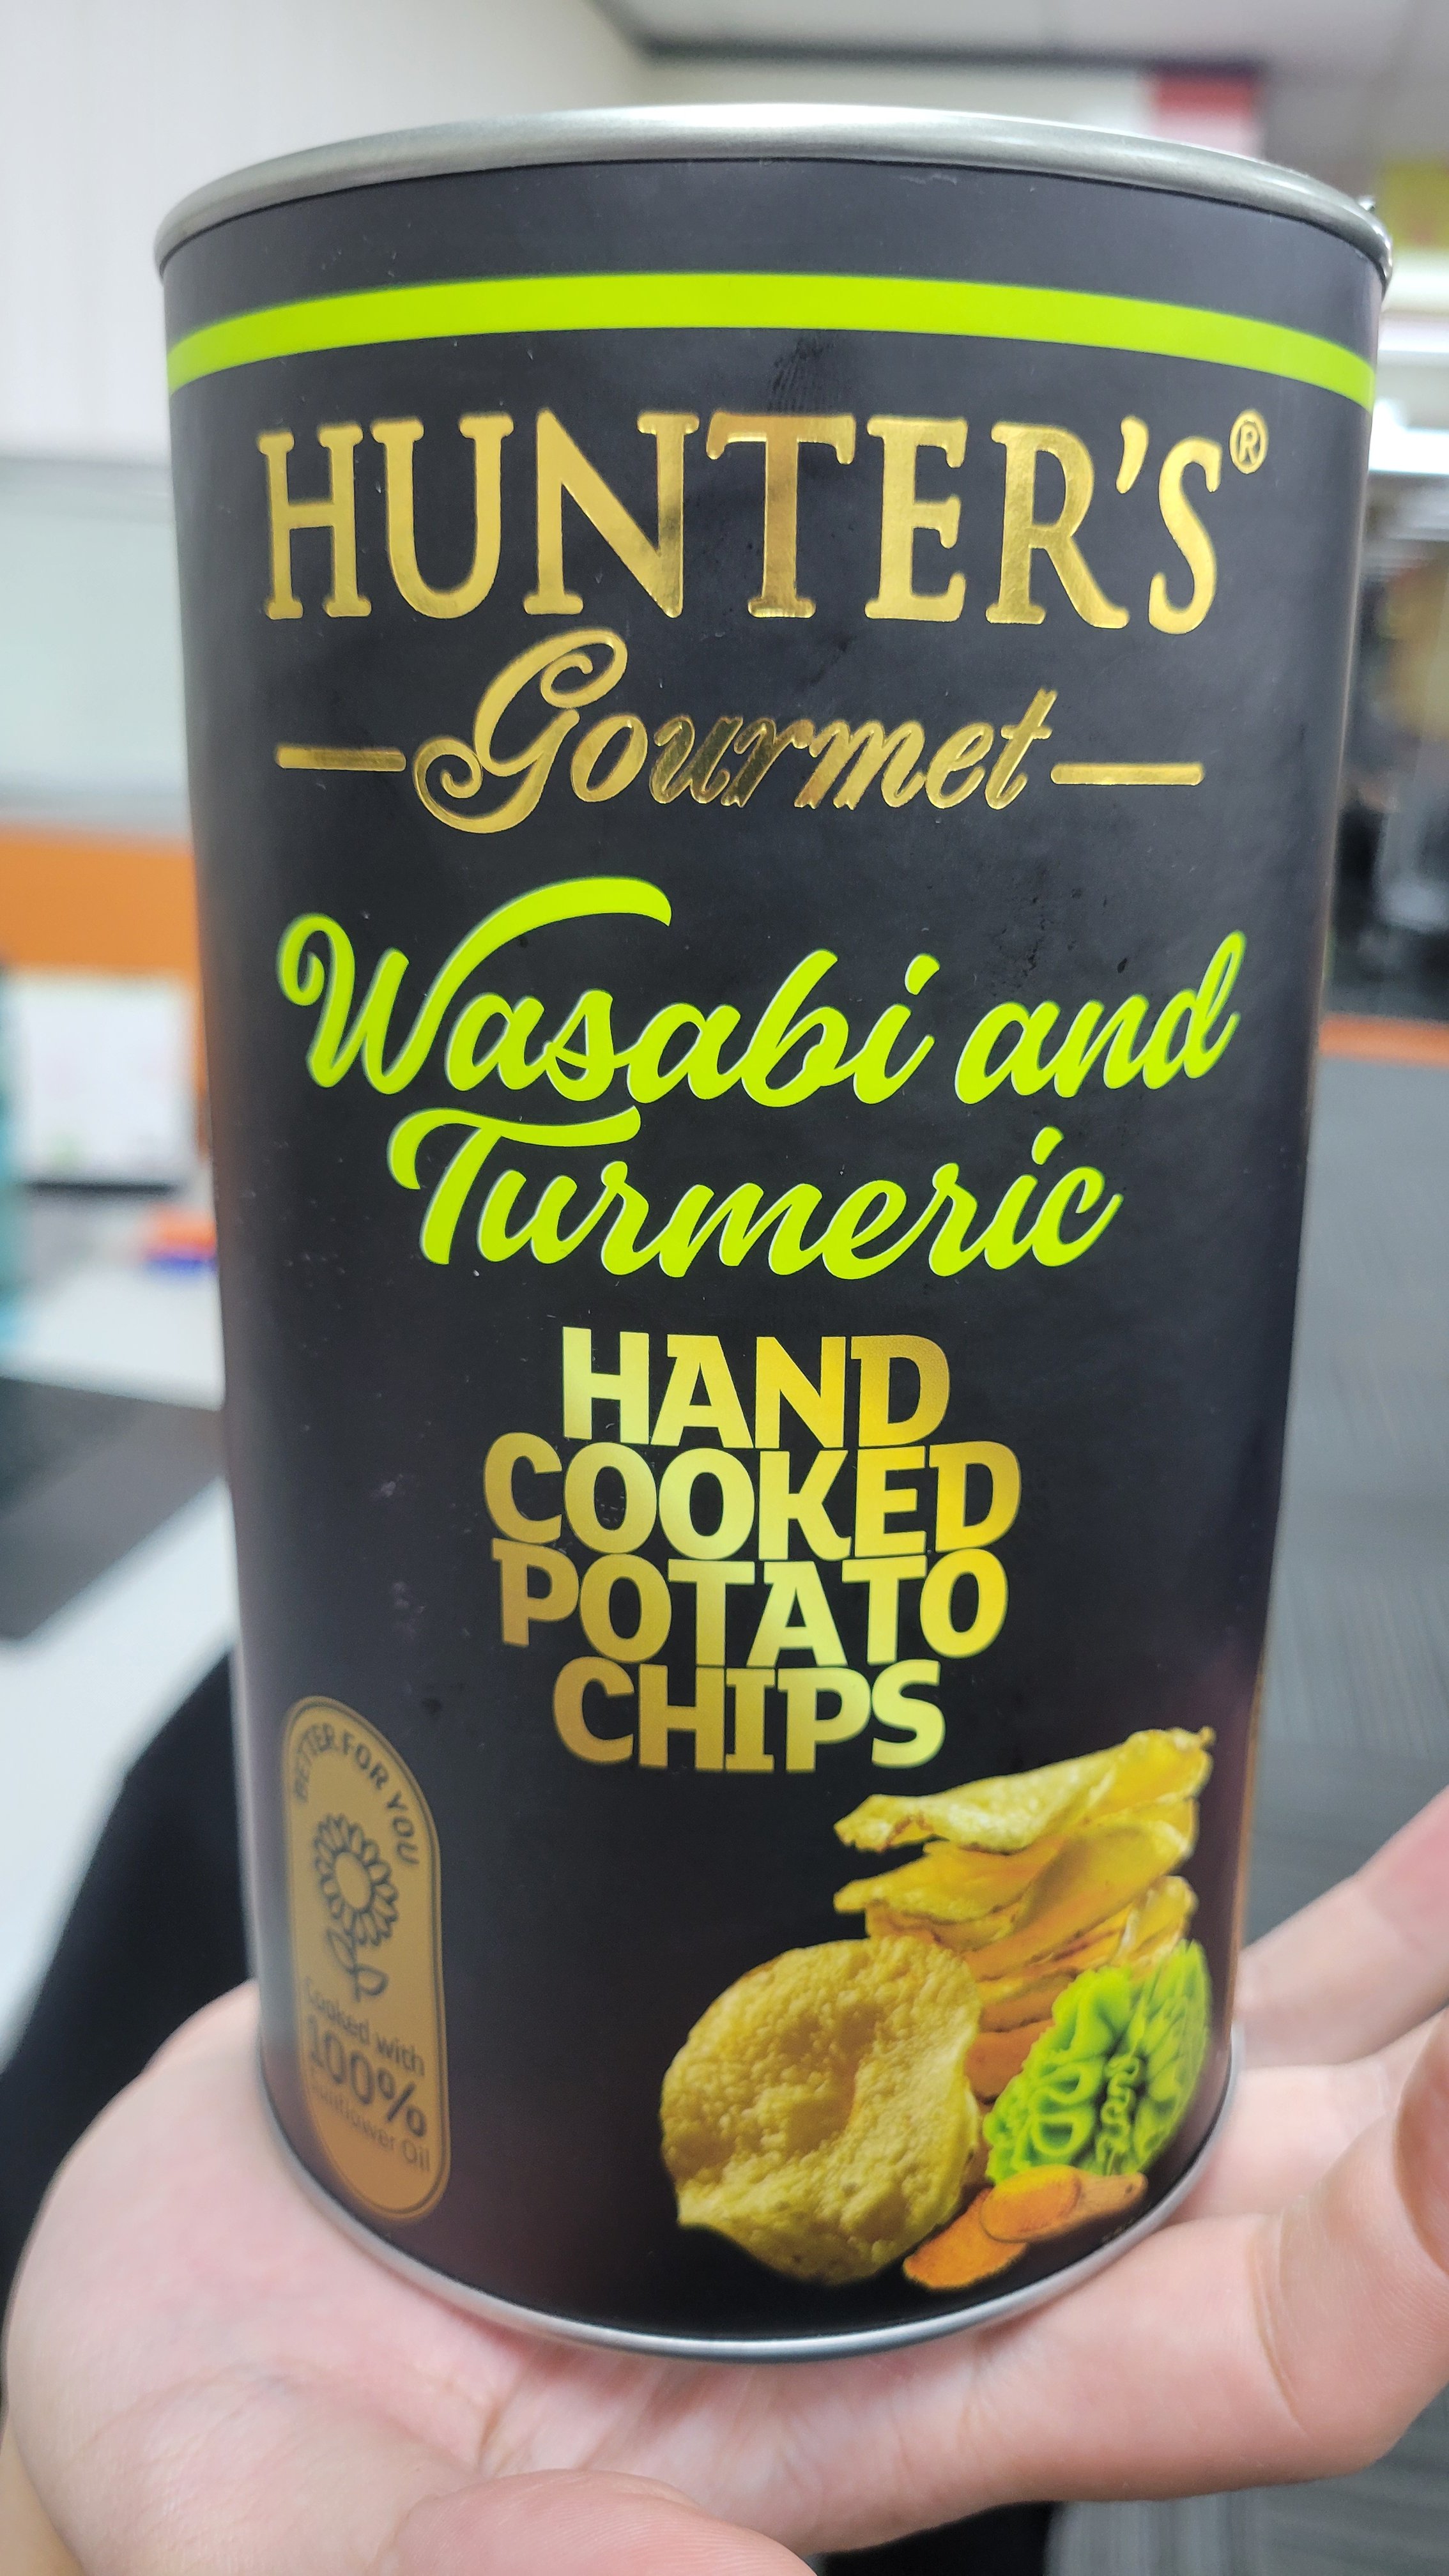 HUNTER'S®
Gourmet
Wasabi and
Turmeric
HAND
COOKED
POTATO
CHIPS
BETTER FOR YOU
Cooked with
100%
Sunflower Oil